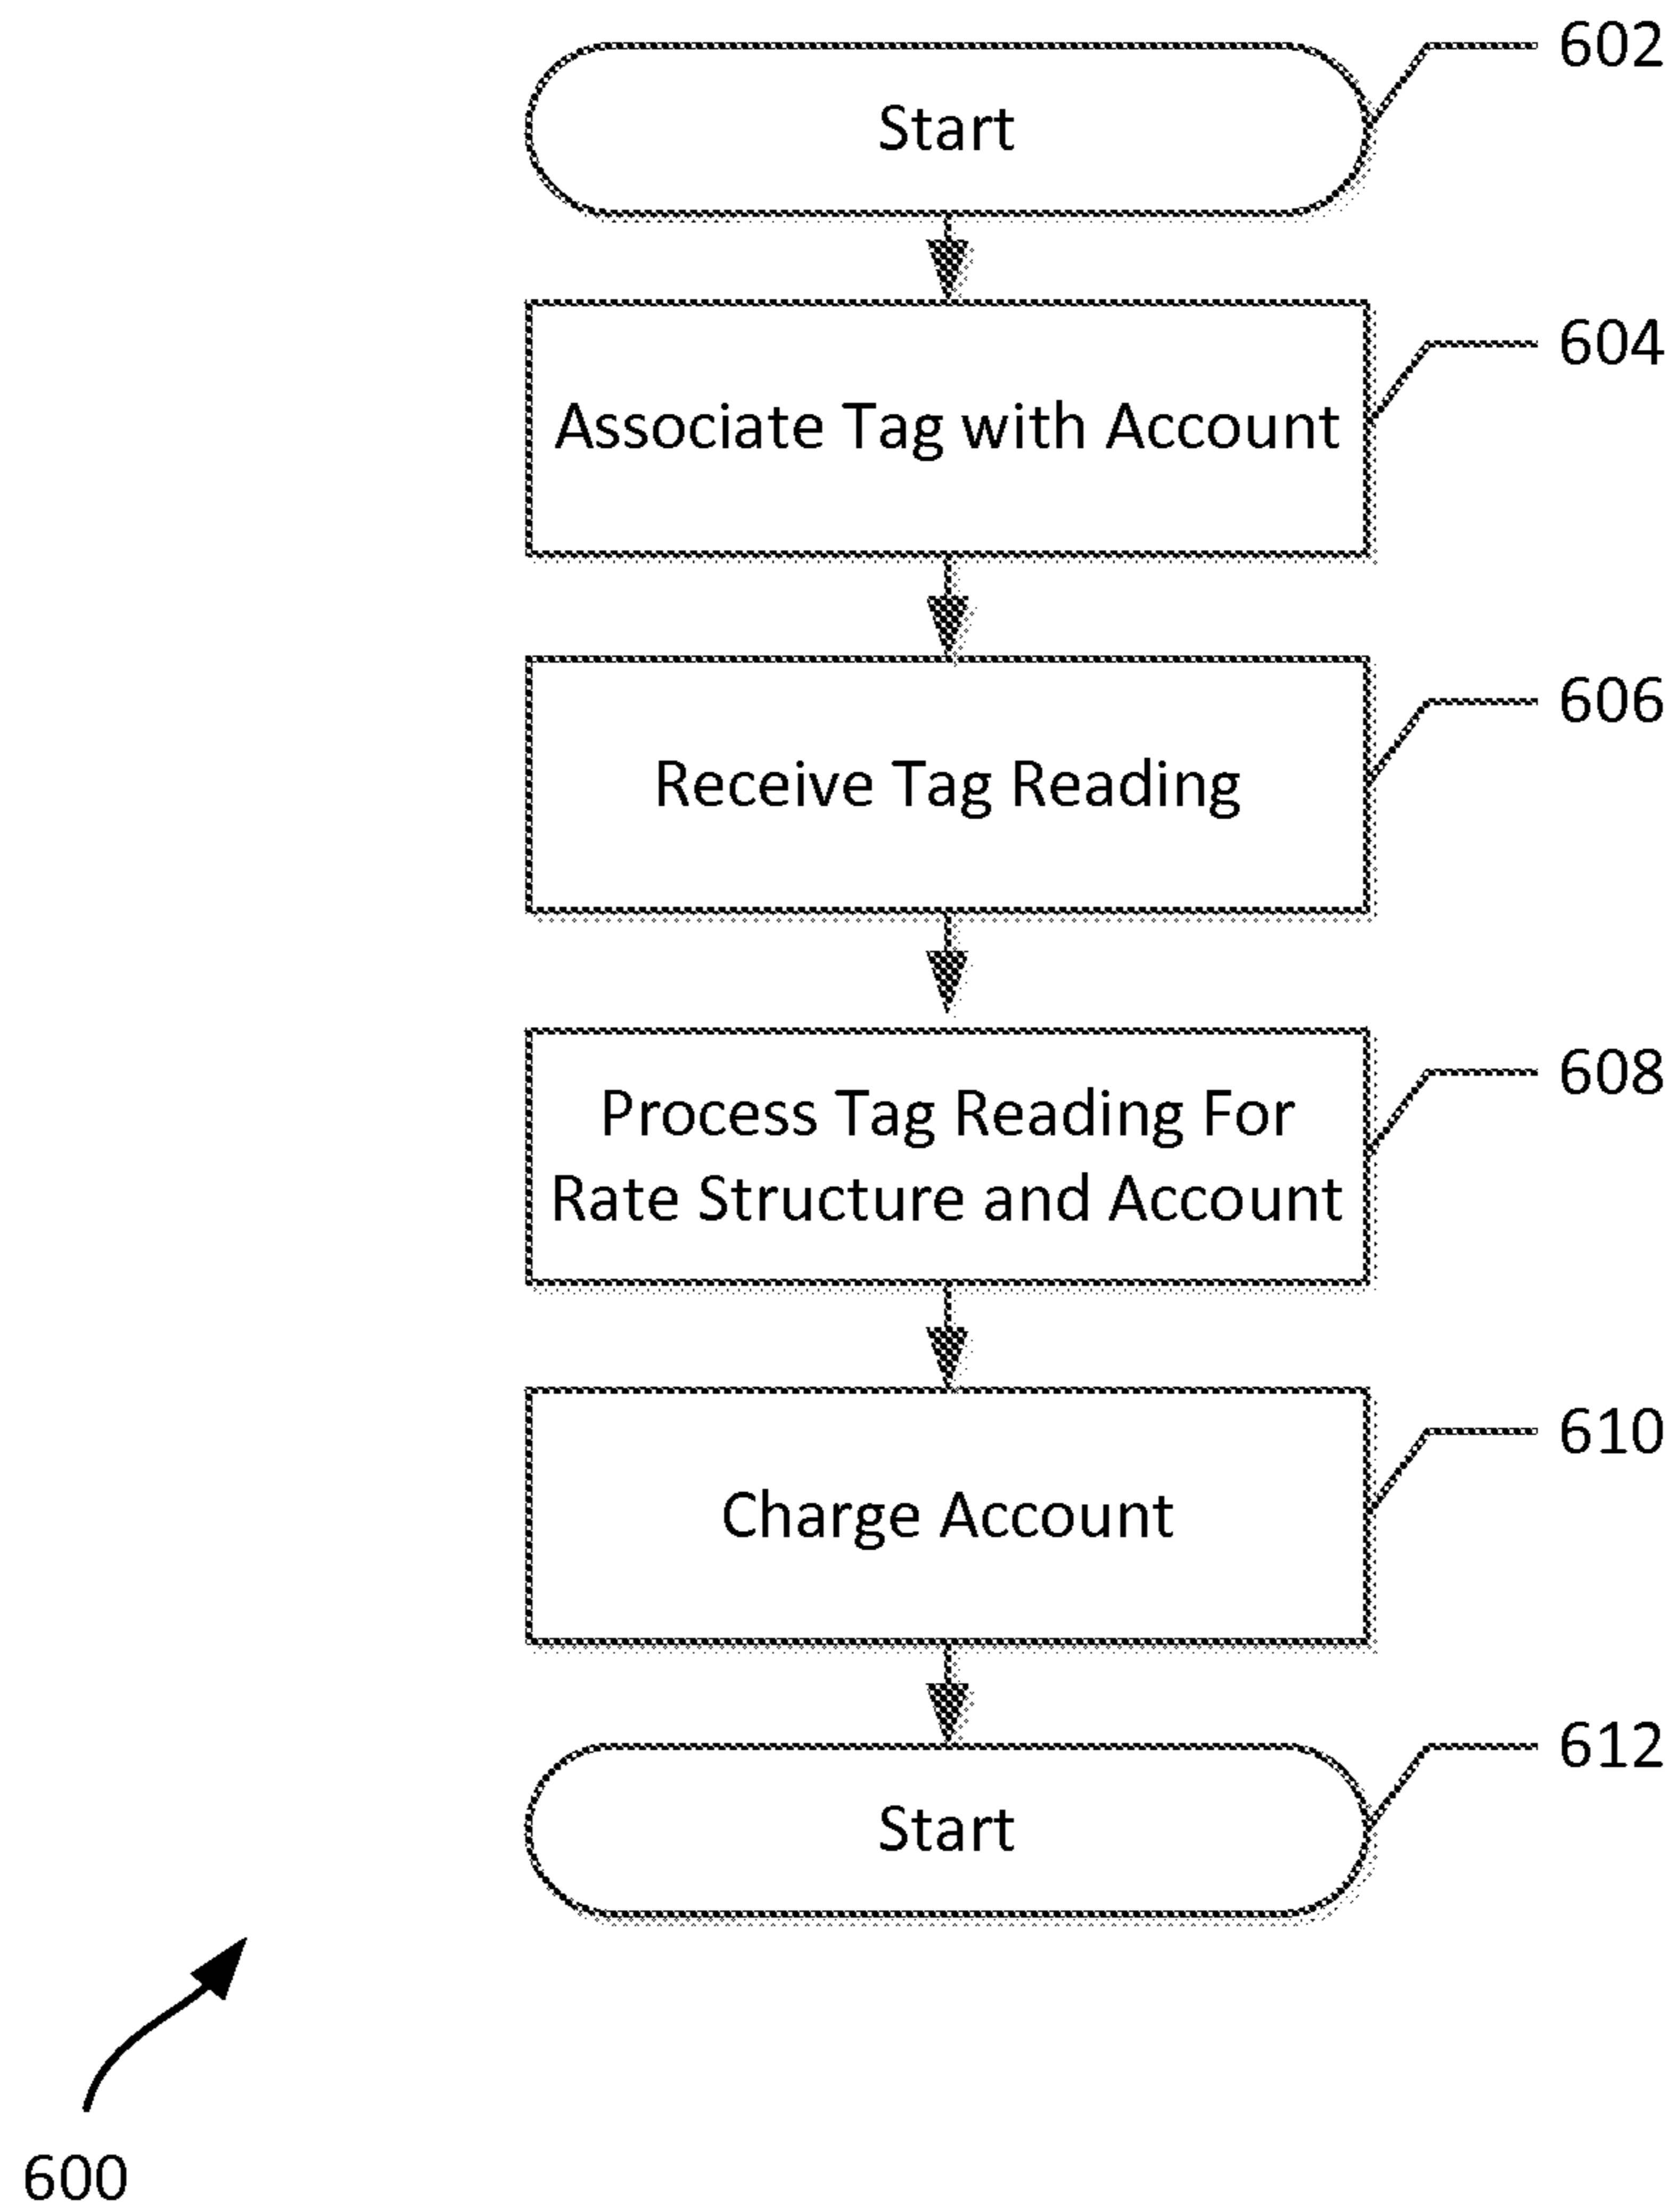 602
Start
604
Associate Tag with Account
606
Receive Tag Reading
608
Process Tag Reading For
Rate Structure and Account
610
Charge Account
612
Start
600